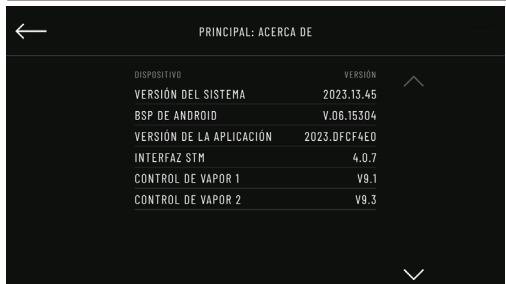 PRINCIPAL: ACERCA DE
DISPOSITIVO VERSIÓN
VERSIÓN DEL SISTEMA 2023.13.45
BSP DE ANDROID V.06.15304
VERSIÓN DE LA APLICACIÓN 2023.DFCF4E0
INTERFAZ STM 4.0.7
CONTROL DE VAPOR 1 V9.1
CONTROL DE VAPOR 2 V9.3